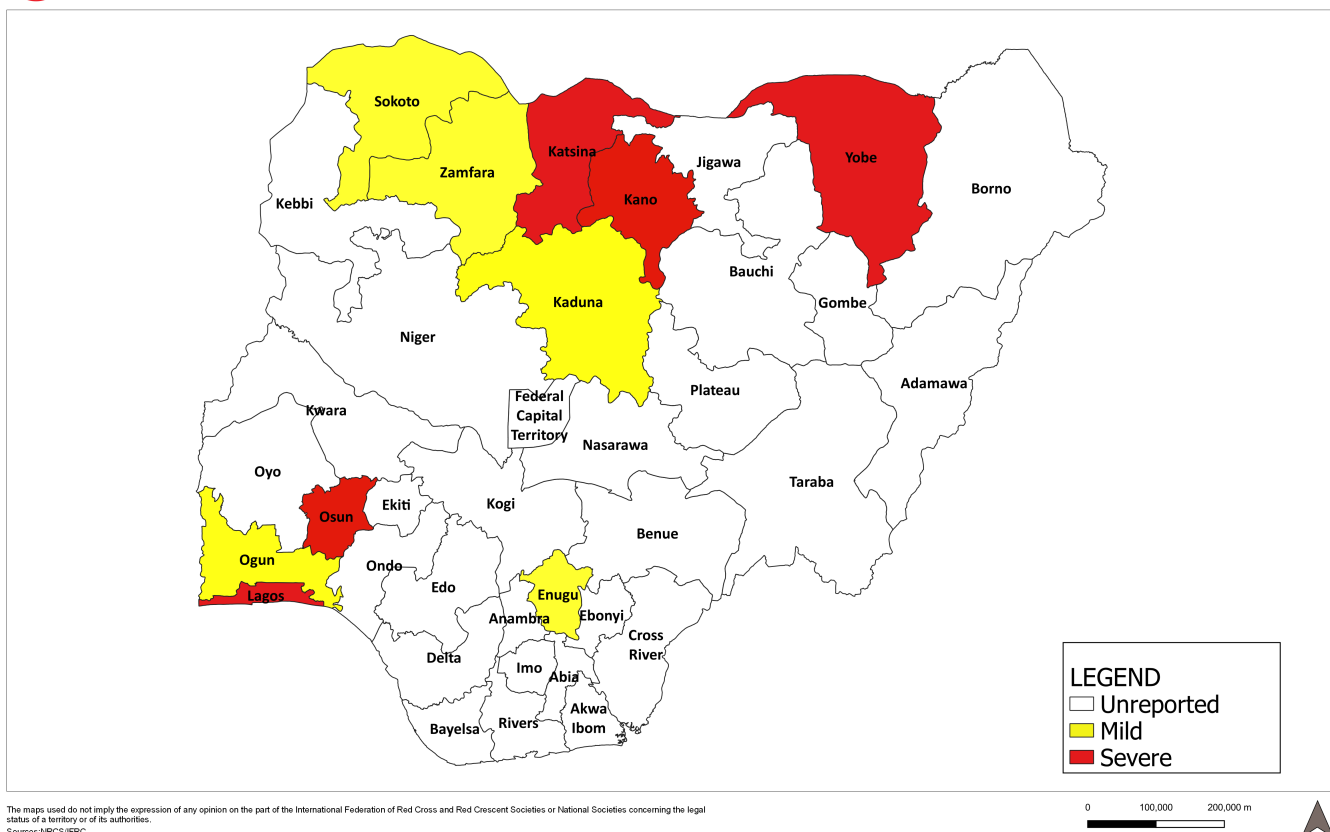 Sokoto
Katsina
Zamfara
Kano
Jigawa
Yobe
Borno
Kebbi
Bauchi
Kaduna
Gombe
Niger
Adamawa
Plateau
Federal
Capital
Territory
Kwara
Nasarawa
Oyo
Taraba
Ekiti
Kogi
Osun
Benue
Ogun
Ondo
Edo
Lagos
Enugu
Anambra
Ebonyi
Cross
River
Delta
Imo
Abia
Akwa
Ibom
Bayelsa
Rivers
LEGEND
Unreported
Mild
Severe
The maps used do not imply the expression of any opinion on the part of the International Federation of Red Cross and Red Crescent Societies or National Societies concerning the legal
status of a territory or of its authorities.
Sources:NRCS/IFRC
0 100,000 200,000 m